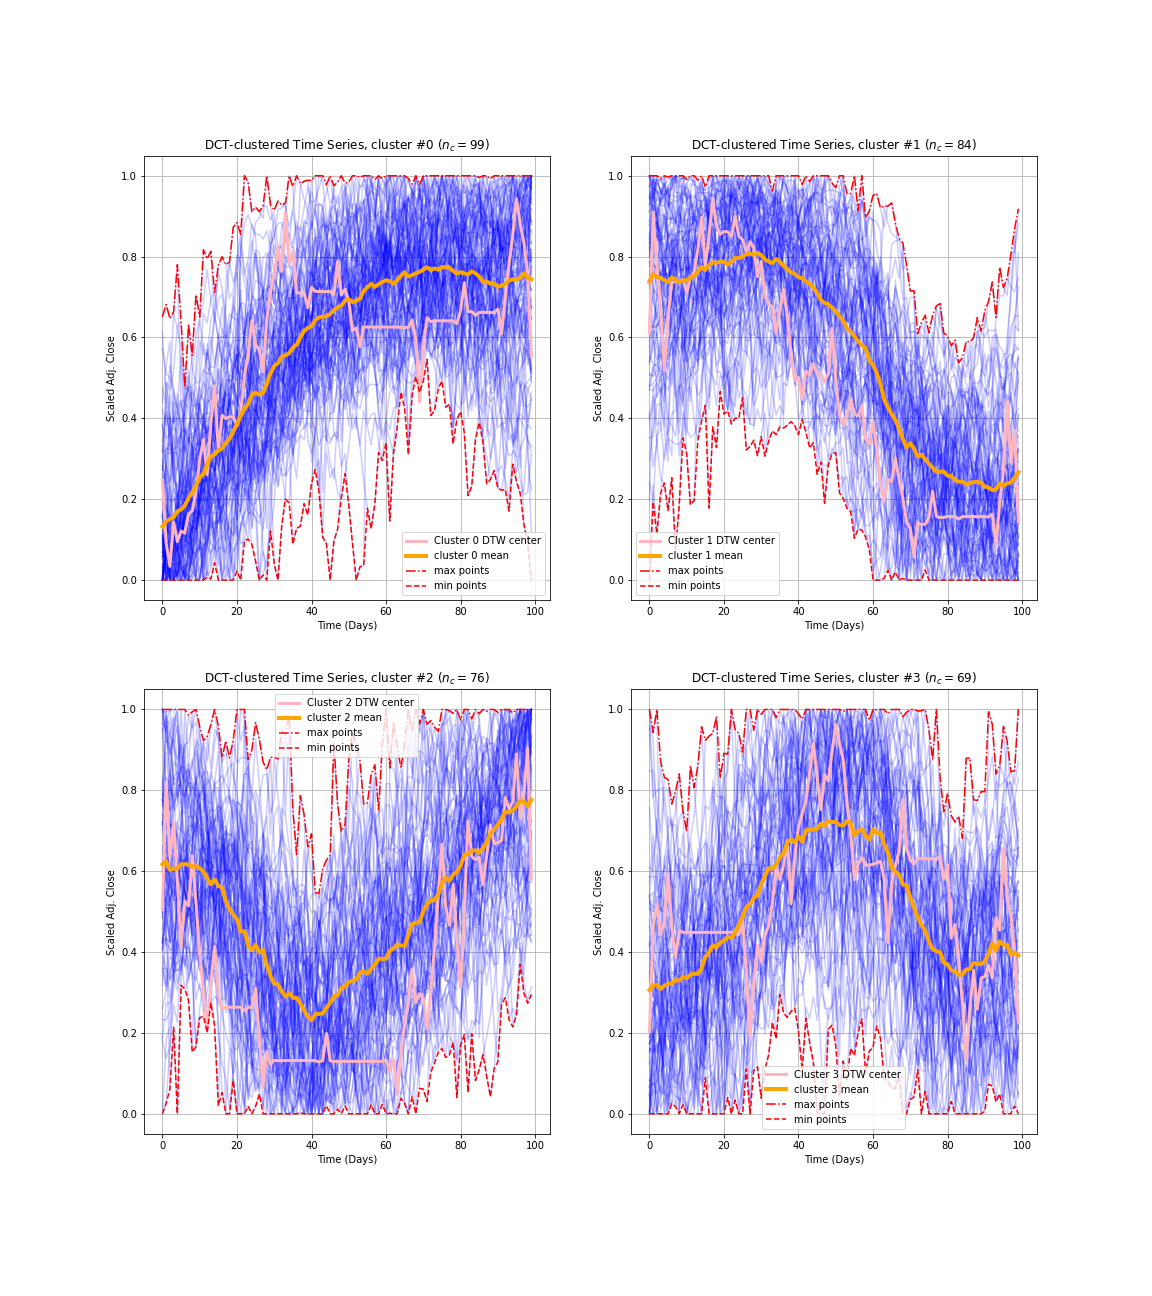 DCT-clustered Time Series, cluster #0 (n_c = 99)
1.0
0.8
0.6
0.4
0.2
0.0
Scaled Adj. Close
Cluster 0 DTW center
cluster 0 mean
max points
min points
0 20 40 60 80 100
Time (Days)
DCT-clustered Time Series, cluster #1 (n_c = 84)
1.0
0.8
0.6
0.4
0.2
0.0
Scaled Adj. Close
Cluster 1 DTW center
cluster 1 mean
max points
min points
0 20 40 60 80 100
Time (Days)
DCT-clustered Time Series, cluster #2 (n_c = 76)
Cluster 2 DTW center
cluster 2 mean
max points
min points
1.0
0.8
0.6
0.4
0.2
0.0
Scaled Adj. Close
0 20 40 60 80 100
Time (Days)
DCT-clustered Time Series, cluster #3 (n_c = 69)
1.0
0.8
0.6
0.4
0.2
0.0
Scaled Adj. Close
Cluster 3 DTW center
cluster 3 mean
max points
min points
0 20 40 60 80 100
Time (Days)